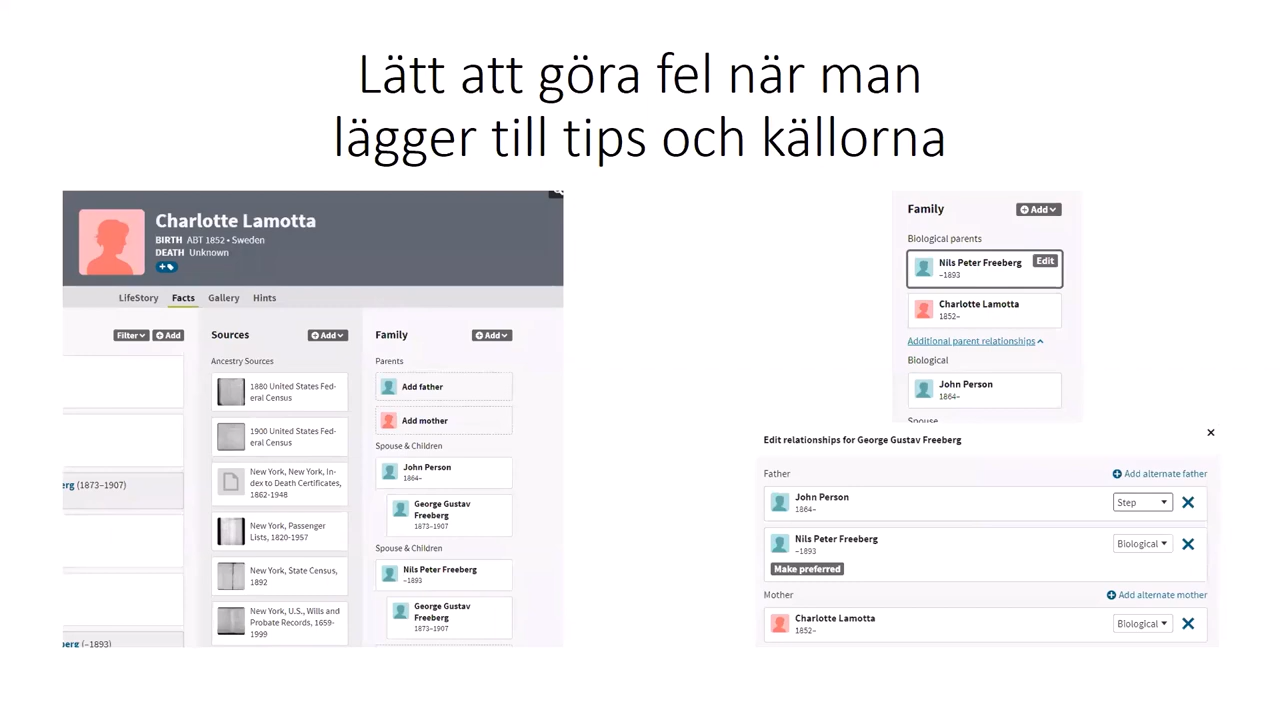 Lätt att göra fel när man
lägger till tips och källorna
Charlotte Lamotta
BIRTH ABT 1852 • Sweden
DEATH Unknown
LifeStory Facts Gallery Hints
Filter Add
erg (1873–1907)
erg (–1893)
Sources Add
Ancestry Sources
1880 United States Fed-
eral Census
1900 United States Fed-
eral Census
New York, New York, In-
dex to Death Certificates,
1862-1948
New York, Passenger
Lists, 1820-1957
New York, State Census,
1892
New York, U.S., Wills and
Probate Records, 1659-
1999
Family Add
Parents
Add father
Add mother
Spouse & Children
John Person
1864–
George Gustav
Freeberg
1873–1907
Spouse & Children
Nils Peter Freeberg
–1893
George Gustav
Freeberg
1873–1907
Family Add
Biological parents
Nils Peter Freeberg Edit
–1893
Charlotte Lamotta
1852–
Additional parent relationships
Biological
John Person
1864–
Spouse
Edit relationships for George Gustav Freeberg
Father Add alternate father
John Person
1864–
Step
Nils Peter Freeberg
–1893
Biological
Make preferred
Mother Add alternate mother
Charlotte Lamotta
1852–
Biological